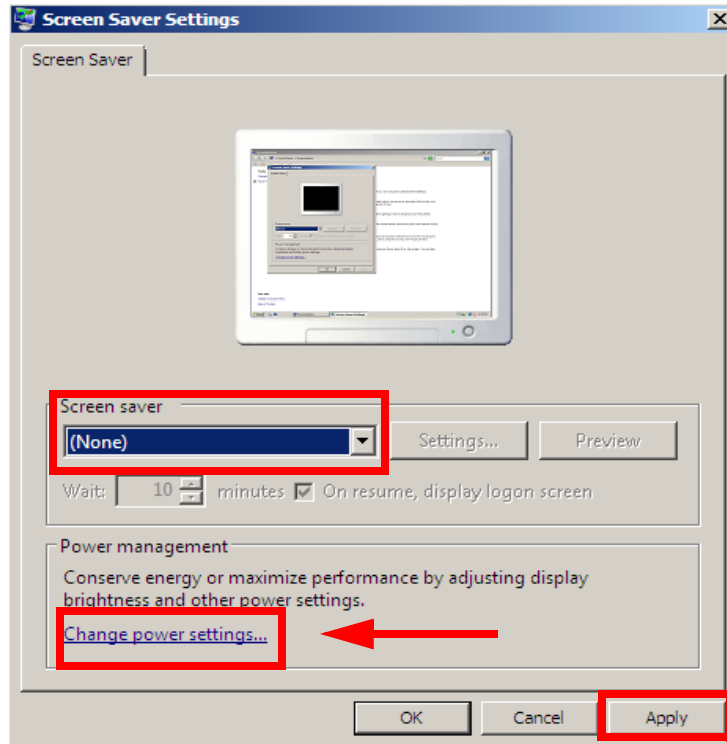 Screen Saver Settings
Screen Saver
Screen saver
(None)
Settings...
Preview
Wait: 10 minutes On resume, display logon screen
Power management
Conserve energy or maximize performance by adjusting display
brightness and other power settings.
Change power settings...
OK
Cancel
Apply